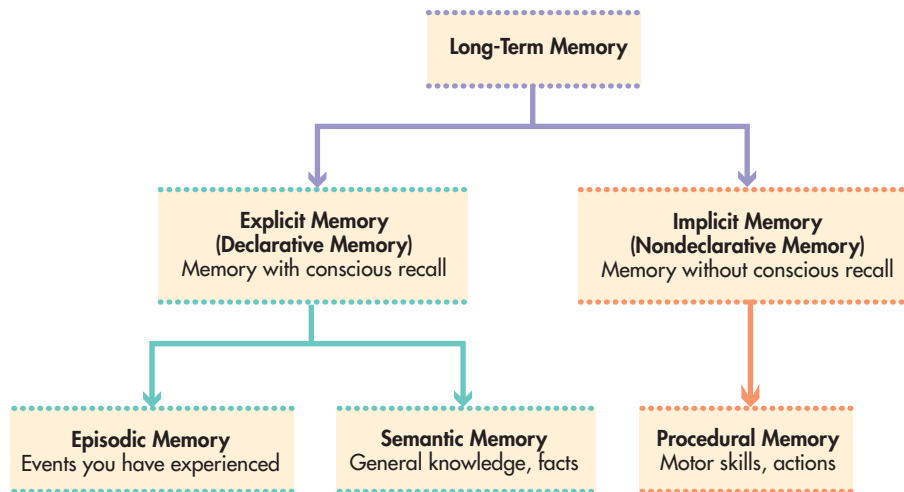 Long-Term Memory
Explicit Memory
(Declarative Memory)
Memory with conscious recall
Implicit Memory
(Nondeclarative Memory)
Memory without conscious recall
Episodic Memory
Events you have experienced
Semantic Memory
General knowledge, facts
Procedural Memory
Motor skills, actions